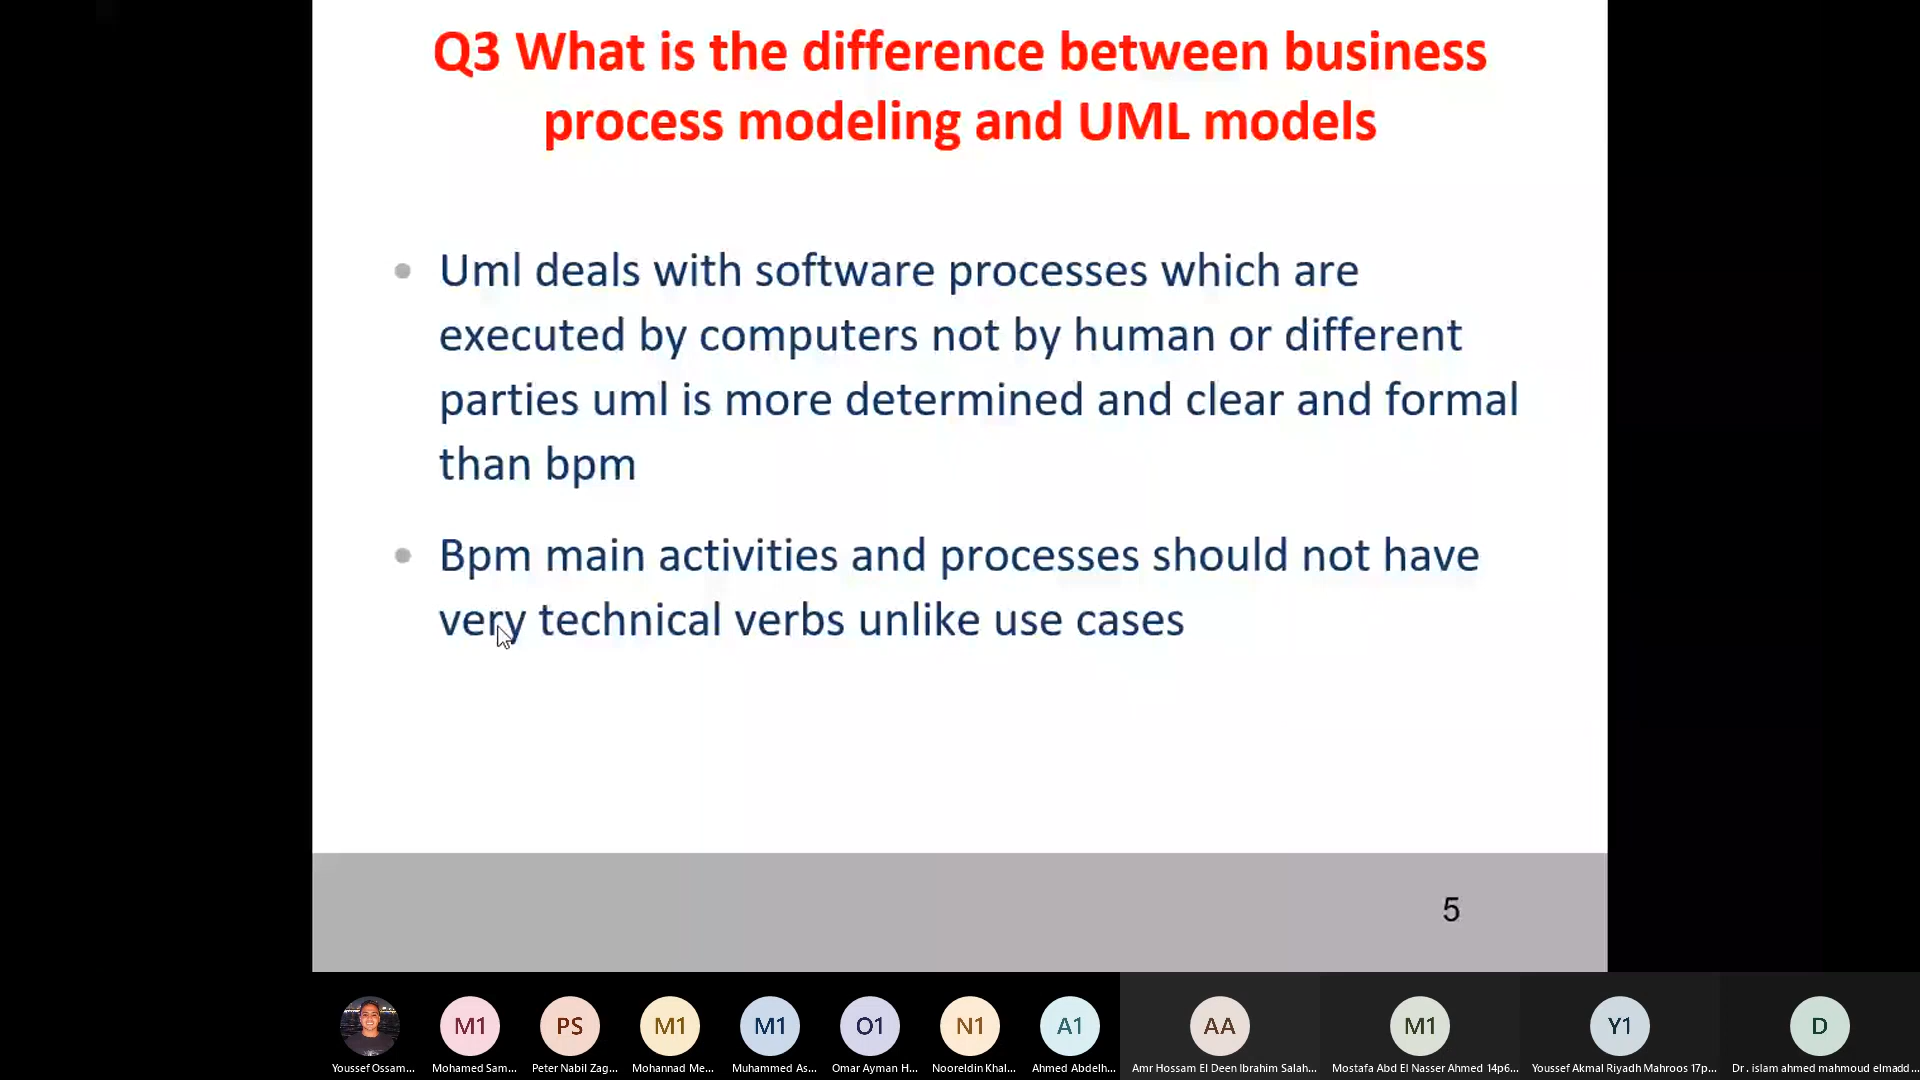 Q3 What is the difference between business
process modeling and UML models
Uml deals with software processes which are
executed by computers not by human or different
parties uml is more determined and clear and formal
than bpm
Bpm main activities and processes should not have
very technical verbs unlike use cases
5
M1 PS M1 M1 O1 N1 A1 AA M1 Y1 D
Youssef Ossam... Mohamed Sam... Peter Nabil Zag... Mohannad Me... Muhammed As... Omar Ayman H... Nooreldin Khal... Ahmed Abdelh... Amr Hossam El Deen Ibrahim Salah... Mostafa Abd El Nasser Ahmed 14p6... Youssef Akmal Riyadh Mahroos 17p... Dr. islam ahmed mahmoud elmadd...